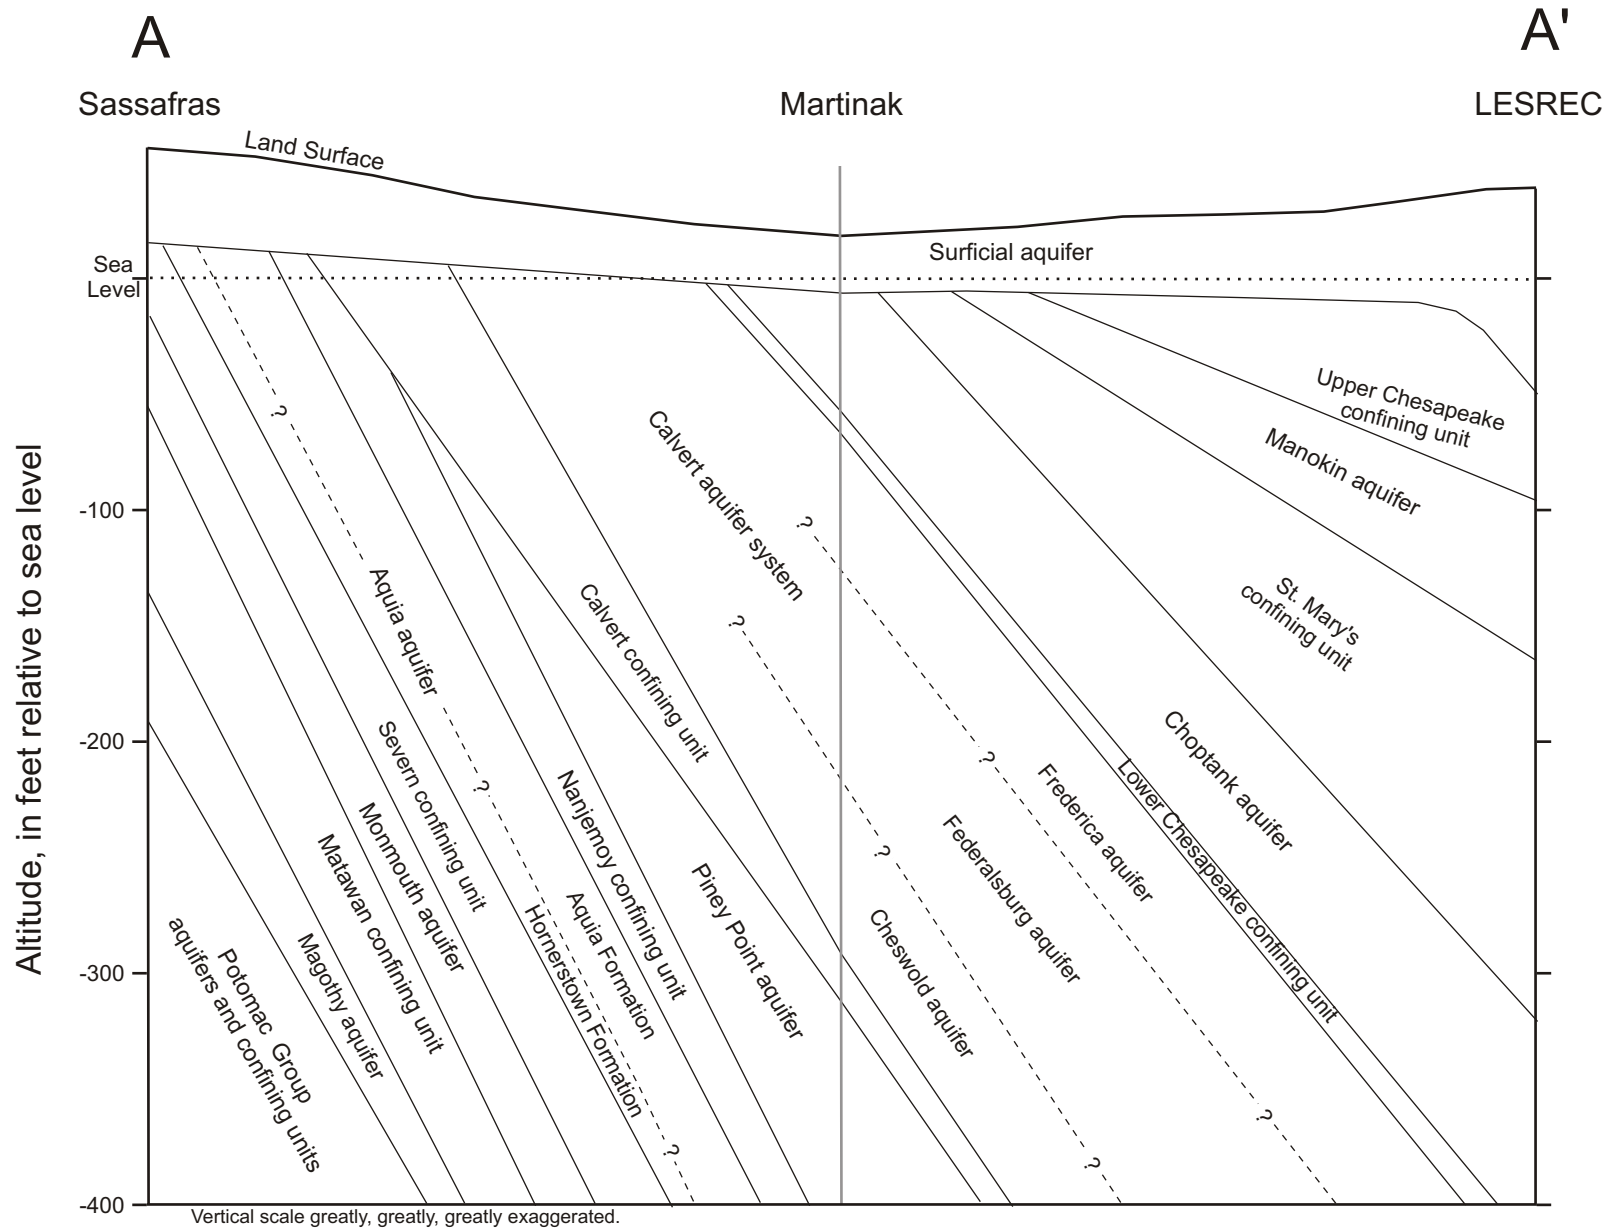 A
A'
Sassafras
Martinak
LESREC
Land Surface
Surficial aquifer
Sea
Level
Upper Chesapeake
confining unit
Manokin aquifer
?
Calvert aquifer system
?
-100
Altitude, in feet relative to sea level
Aquia aquifer
Calvert confining unit
?
St. Mary's
confining unit
-200
Severn confining unit
?
Nanjemoy confining unit
Choptank aquifer
?
Lower Chesapeake confining unit
Frederica aquifer
Monmouth aquifer
Matawan confining unit
Federalsburg aquifer
?
Piney Point aquifer
Aquia Formation
Hornerstown Formation
Cheswold aquifer
-300
Magothy aquifer
Potomac Group
aquifers and confining units
?
?
?
-400
Vertical scale greatly, greatly, greatly exaggerated.